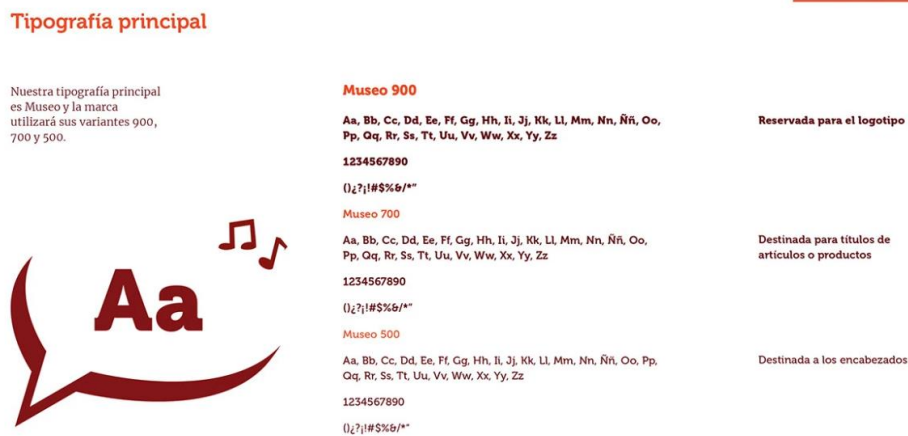 Tipografía principal
Nuestra tipografía principal
es Museo y la marca
utilizará sus variantes 900,
700 y 500.
Aa
Museo 900
Aa, Bb, Cc, Dd, Ee, Ff, Gg, Hh, Ii, Jj, Kk, Ll, Mm, Nn, Ññ, Oo,
Pp, Qq, Rr, Ss, Tt, Uu, Vv, Ww, Xx, Yy, Zz
1234567890
()¿?¡!#$%&/*"
Reservada para el logotipo
Museo 700
Aa, Bb, Cc, Dd, Ee, Ff, Gg, Hh, Ii, Jj, Kk, Ll, Mm, Nn, Ññ, Oo,
Pp, Qq, Rr, Ss, Tt, Uu, Vv, Ww, Xx, Yy, Zz
1234567890
()¿?¡!#$%&/*"
Destinada para títulos de
artículos o productos
Museo 500
Aa, Bb, Cc, Dd, Ee, Ff, Gg, Hh, Ii, Jj, Kk, Ll, Mm, Nn, Ññ, Oo, Pp,
Qq, Rr, Ss, Tt, Uu, Vv, Ww, Xx, Yy, Zz
1234567890
()¿?¡!#$%&/*"
Destinada a los encabezados